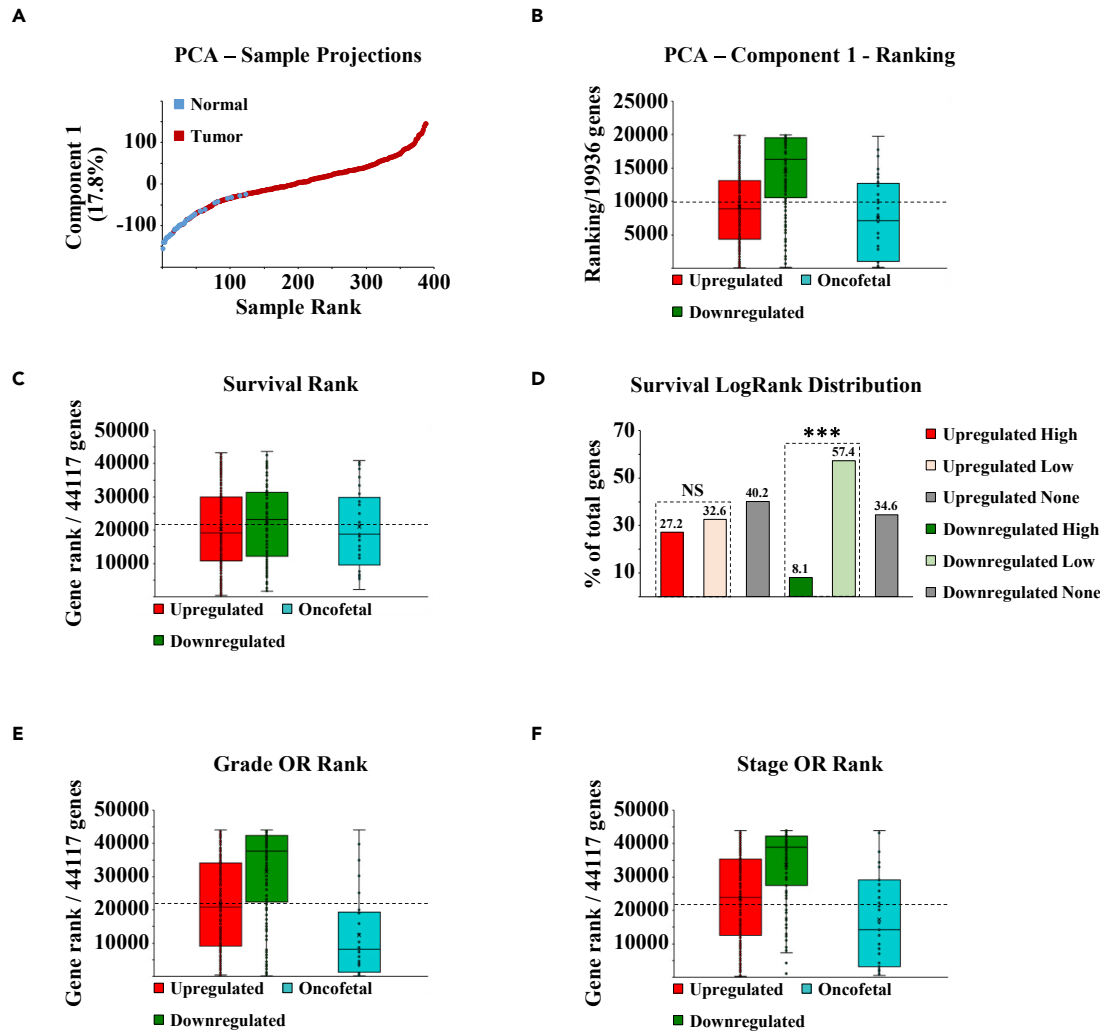 A
PCA – Sample Projections
Normal
Tumor
Component 1
(17.8%)
100
0
-100
100
200
300
400
Sample Rank
B
PCA – Component 1 - Ranking
Ranking/19936 genes
25000
20000
15000
10000
5000
Upregulated
Oncofetal
Downregulated
C
Survival Rank
Gene rank / 44117 genes
50000
40000
30000
20000
10000
Upregulated
Oncofetal
Downregulated
D
Survival LogRank Distribution
% of total genes
70
50
30
10
NS
***
27.2
32.6
40.2
8.1
57.4
34.6
Upregulated High
Upregulated Low
Upregulated None
Downregulated High
Downregulated Low
Downregulated None
E
Grade OR Rank
Gene rank / 44117 genes
50000
40000
30000
20000
10000
Upregulated
Oncofetal
Downregulated
F
Stage OR Rank
Gene rank / 44117 genes
50000
40000
30000
20000
10000
Upregulated
Oncofetal
Downregulated